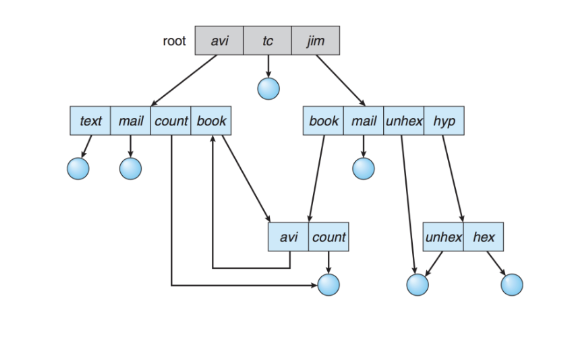 root avi tc jim
text mail count book book mail unhex hyp
avi count unhex hex